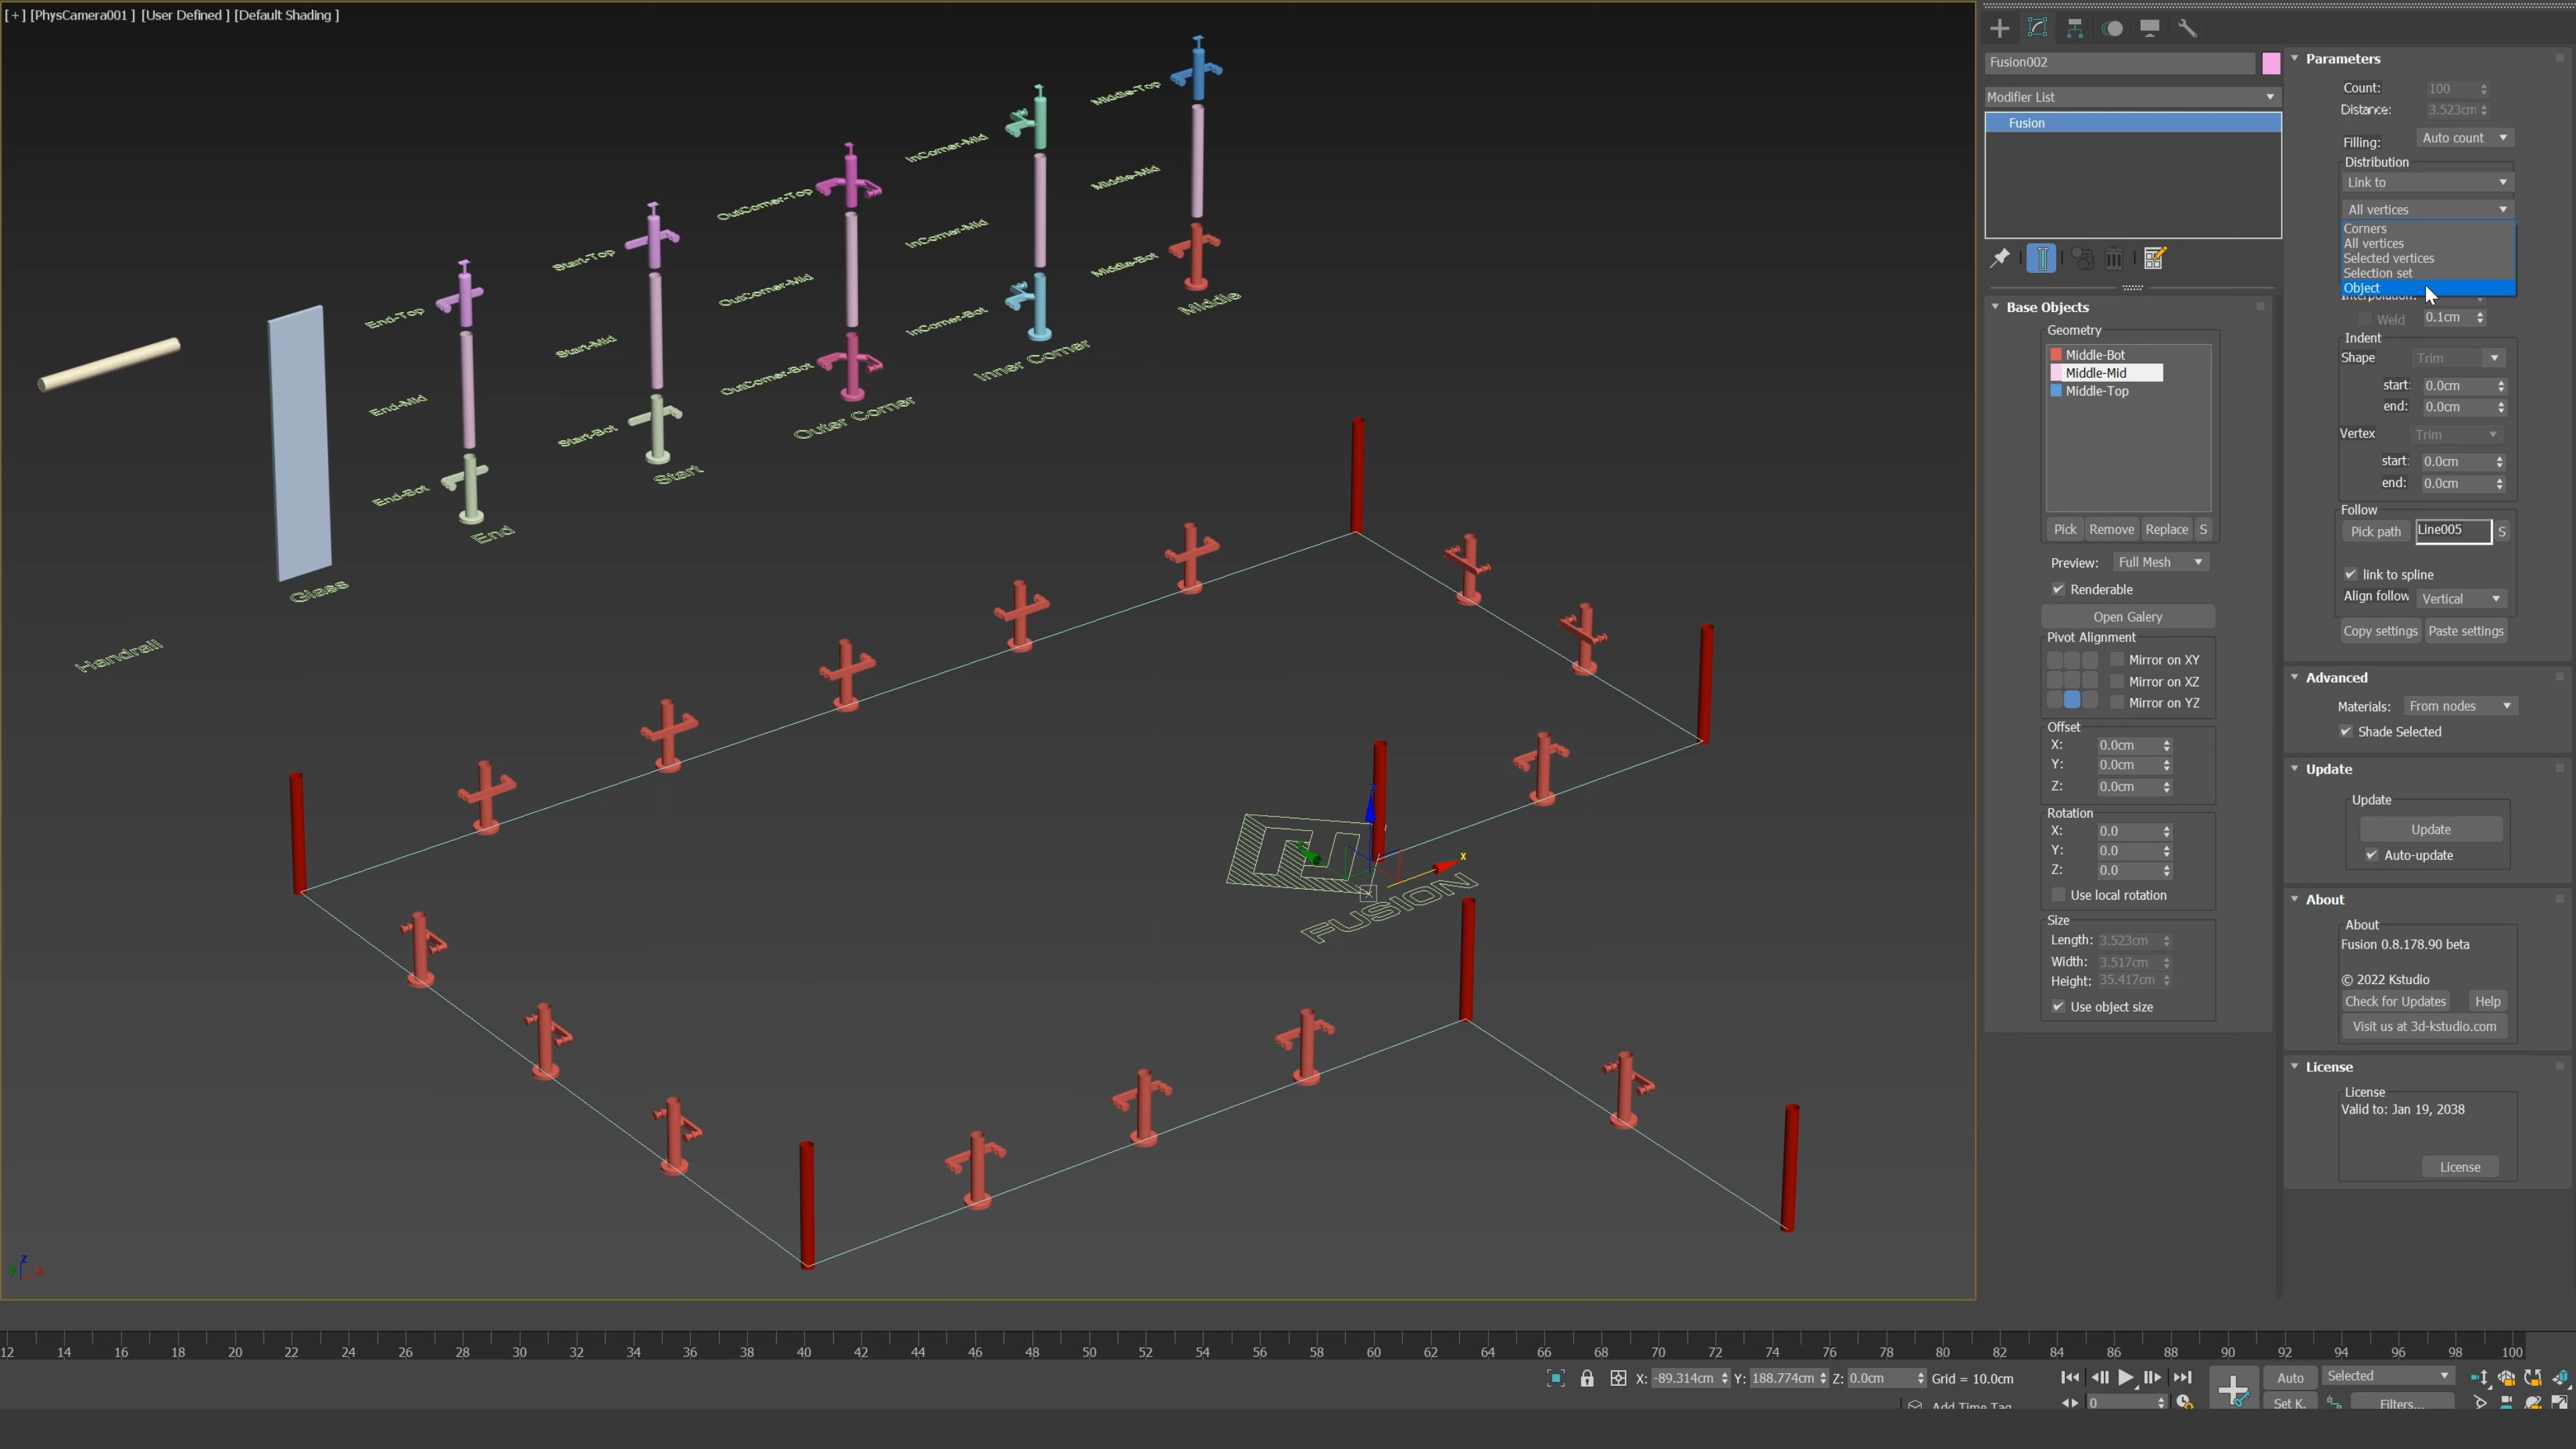 [+] [PhysCamera001 ] [User Defined ] [Default Shading ]
Middle-Top
Middle-Mid
Middle-Bot
Middle
InCorner-Mid
InCorner-Mid
InCorner-Bot
Inner Corner
OutCorner-Top
OutCorner-Mid
OutCorner-Bot
Outer Corner
Start-Top
Start-Mid
Start-Bot
Start
End-Top
End-Mid
End-Bot
End
Glass
Handrail
FUSION
x
z
z
y
x
Fusion002
Modifier List
Fusion
Base Objects
Geometry
Middle-Bot
Middle-Mid
Middle-Top
Pick
Remove
Replace
S
Preview:
Full Mesh
Renderable
Open Galery
Pivot Alignment
Mirror on XY
Mirror on XZ
Mirror on YZ
Offset
X: 0.0cm
Y: 0.0cm
Z: 0.0cm
Rotation
X: 0.0
Y: 0.0
Z: 0.0
Use local rotation
Size
Length: 3.523cm
Width: 3.517cm
Height: 35.417cm
Use object size
Parameters
Count: 100
Distance: 3.523cm
Filling: Auto count
Distribution
Link to
All vertices
Corners
All vertices
Selected vertices
Selection set
Object
Interpolation:
Weld 0.1cm
Indent
Shape Trim
start: 0.0cm
end: 0.0cm
Vertex Trim
start: 0.0cm
end: 0.0cm
Follow
Pick path Line005 S
link to spline
Align follow Vertical
Copy settings Paste settings
Advanced
Materials: From nodes
Shade Selected
Update
Update
Update
Auto-update
About
About
Fusion 0.8.178.90 beta
© 2022 Kstudio
Check for Updates Help
Visit us at 3d-kstudio.com
License
License
Valid to: Jan 19, 2038
License
12 14 16 18 20 22 24 26 28 30 32 34 36 38 40 42 44 46 48 50 52 54 56 58 60 62 64 66 68 70 72 74 76 78 80 82 84 86 88 90 92 94 96 98 100
X: -89.314cm Y: 188.774cm Z: 0.0cm Grid = 10.0cm
Auto Selected
Add Time Tag 0 Set K. Filters...